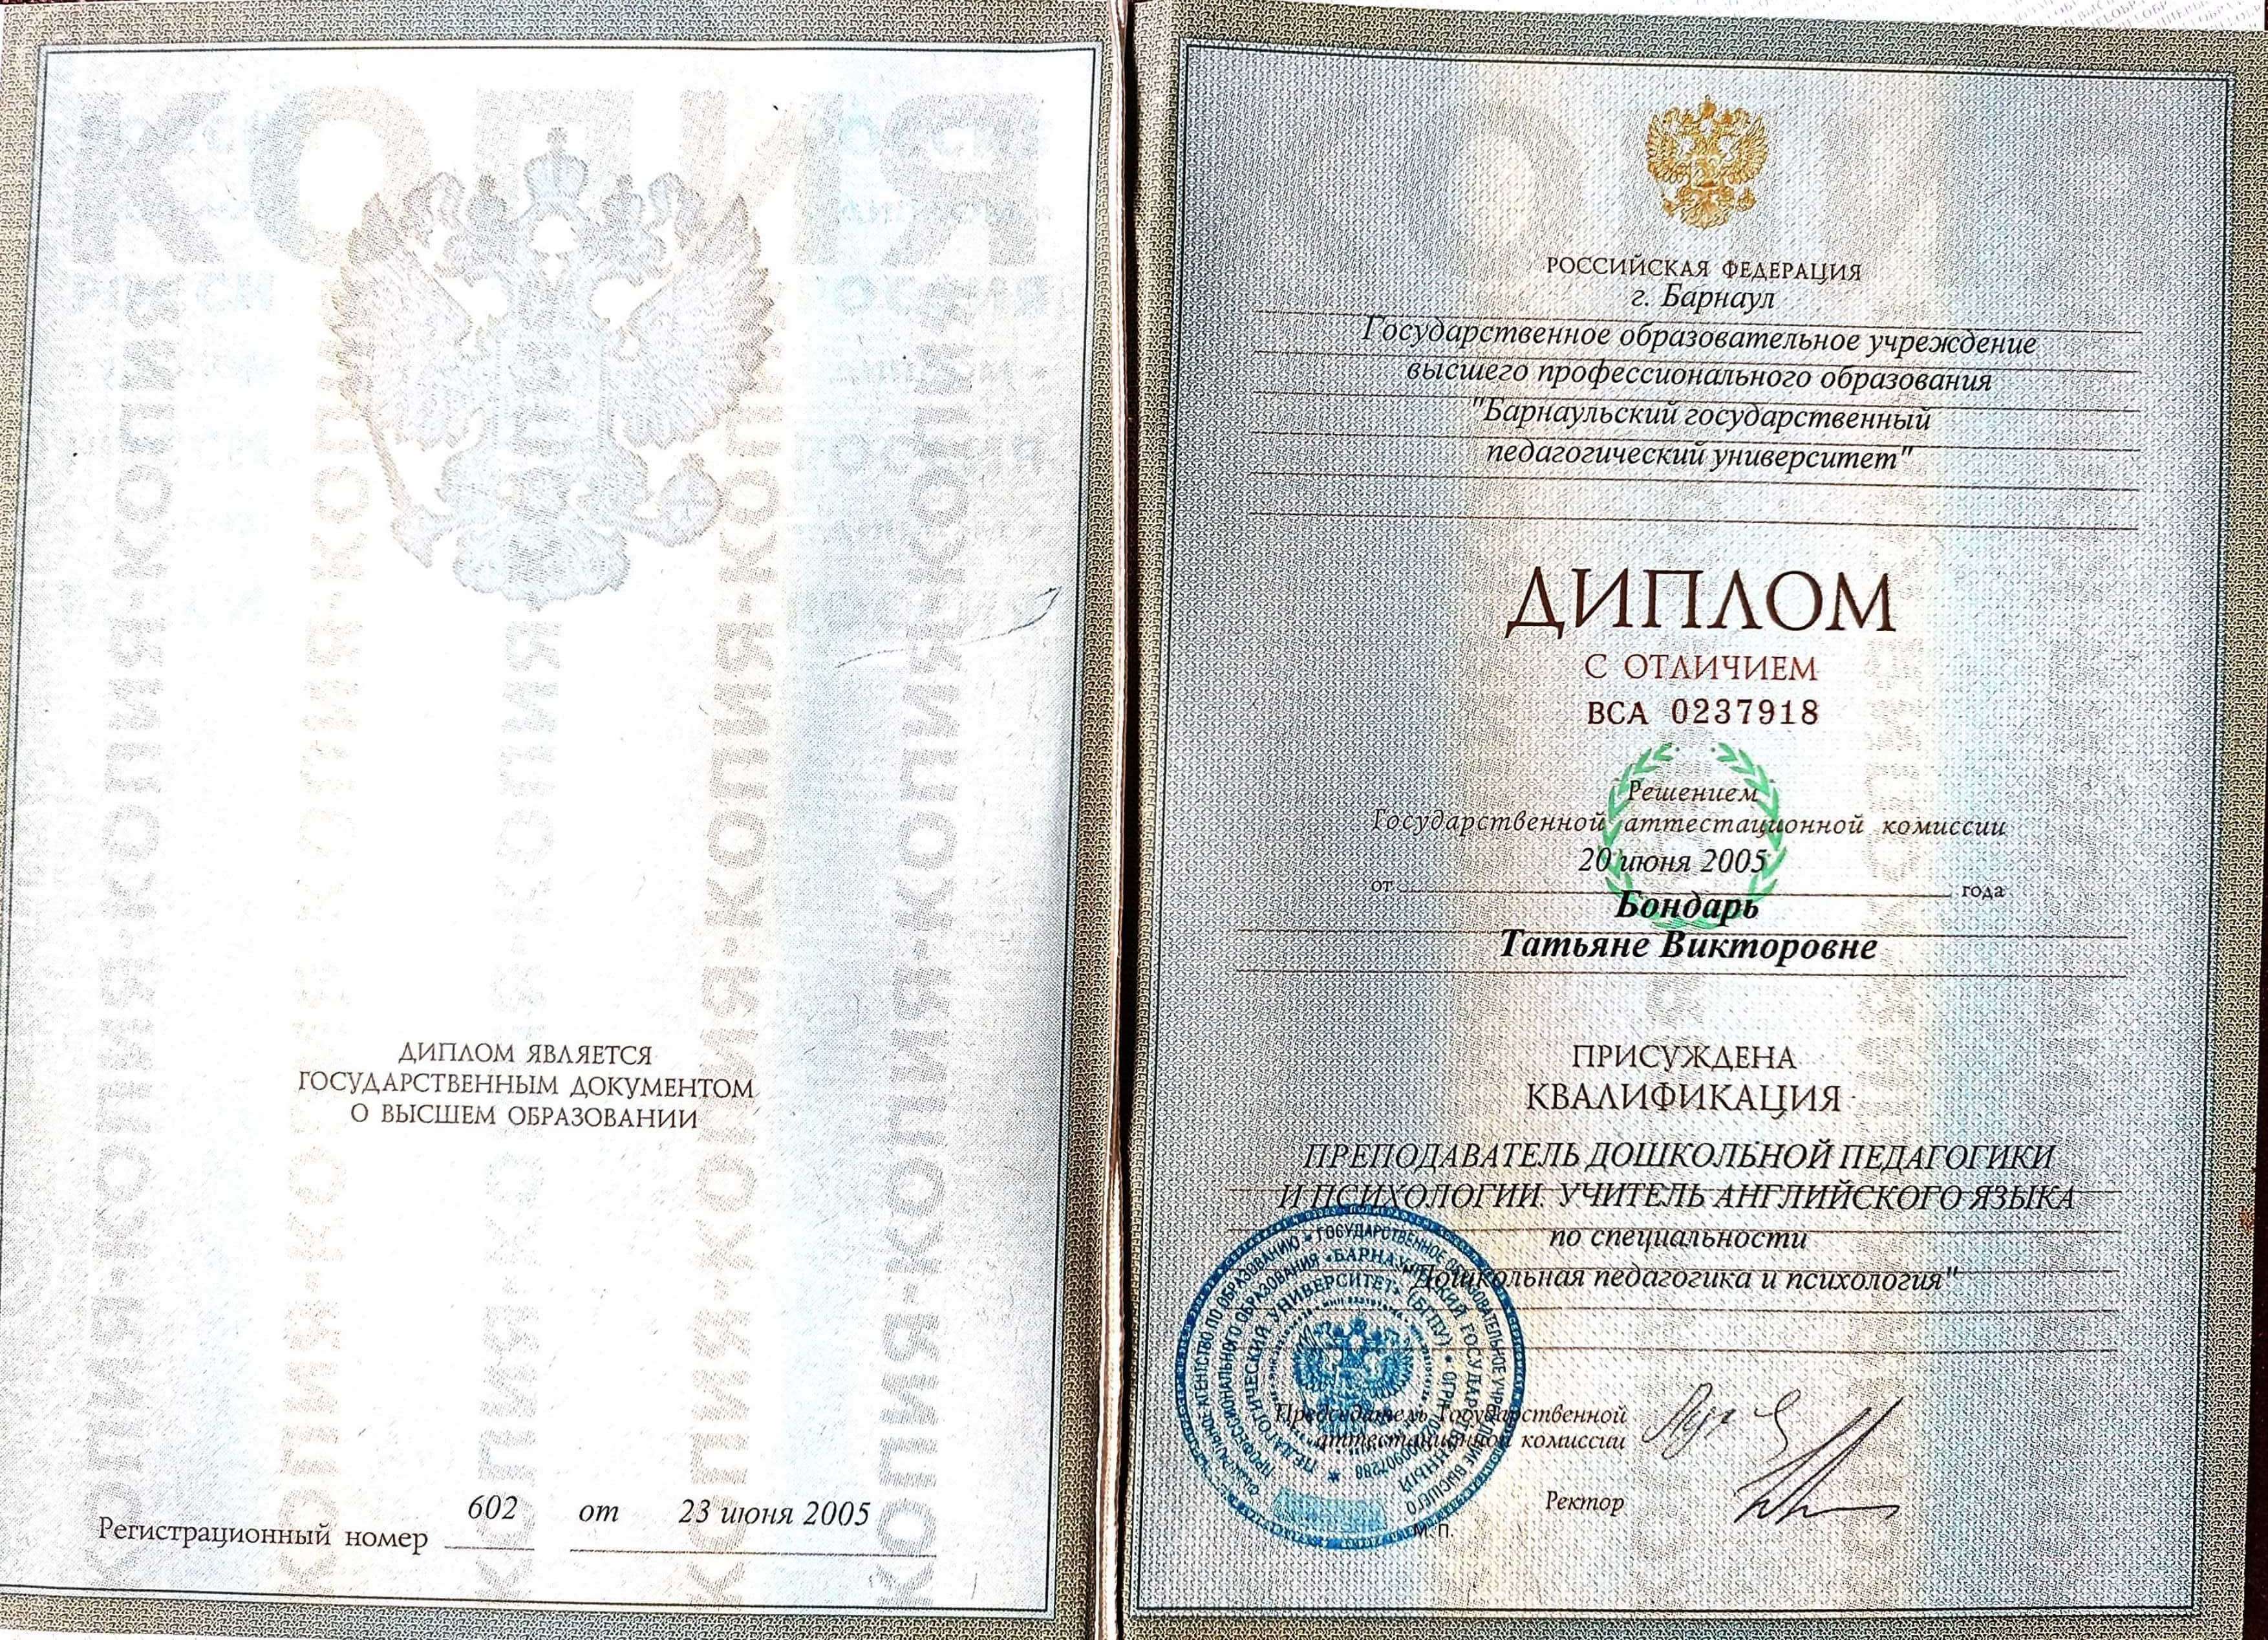 КОПИЯ
ДИПЛОМ ЯВЛЯЕТСЯ
ГОСУДАРСТВЕННЫМ ДОКУМЕНТОМ
О ВЫСШЕМ ОБРАЗОВАНИИ
Регистрационный номер 602 от 23 июня 2005
РОССИЙСКАЯ ФЕДЕРАЦИЯ
г. Барнаул
Государственное образовательное учреждение
высшего профессионального образования
"Барнаульский государственный
педагогический университет"
ДИПЛОМ
С ОТЛИЧИЕМ
ВСА 0237918
Решением
Государственной аттестационной комиссии
20 июня 2005
от года
Бондарь
Татьяне Викторовне
ПРИСУЖДЕНА
КВАЛИФИКАЦИЯ
ПРЕПОДАВАТЕЛЬ ДОШКОЛЬНОЙ ПЕДАГОГИКИ
И ПСИХОЛОГИИ. УЧИТЕЛЬ АНГЛИЙСКОГО ЯЗЫКА
по специальности
"Дошкольная педагогика и психология"
Председатель Государственной
аттестационной комиссии
Ректор
М. П.